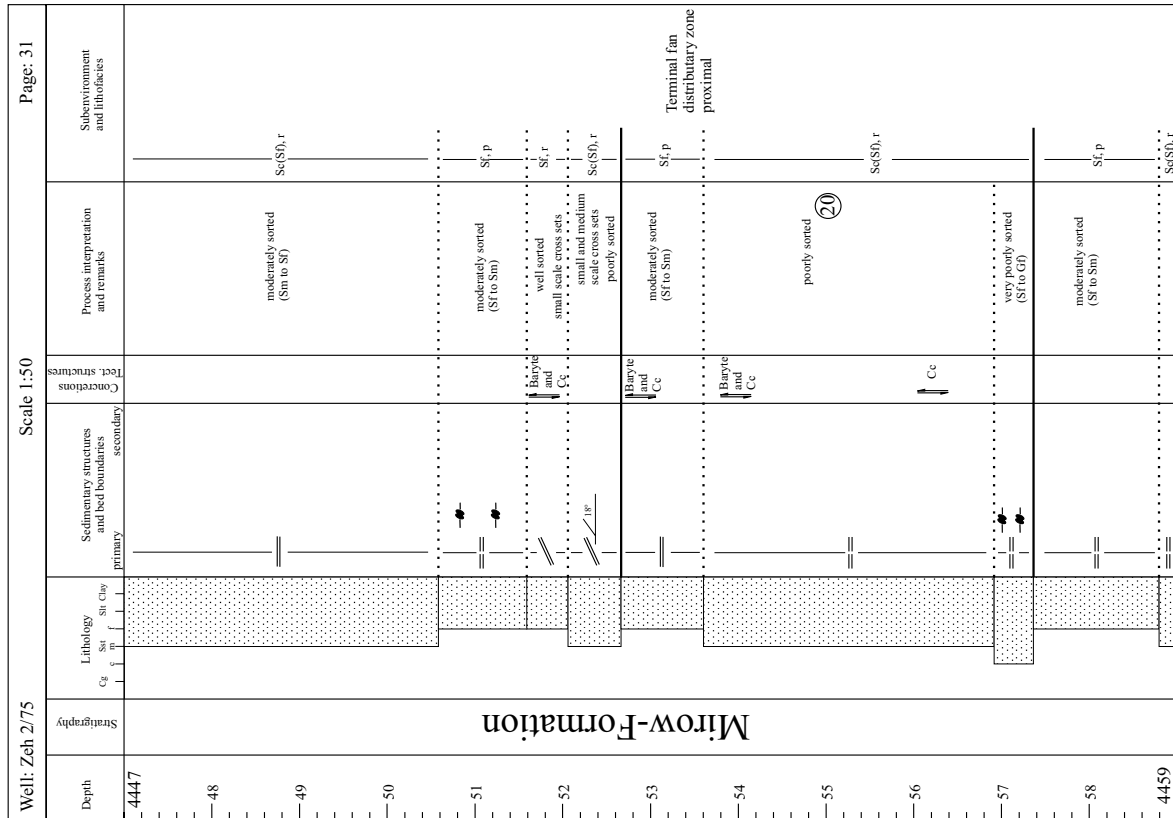 Well: Zeh 2/75
Scale 1:50
Page: 31
Depth
Stratigraphy
Lithology
Cg
c
Sst
m
f
Slt
Clay
Sedimentary structures
and bed boundaries
primary
secondary
Concretions
Tect. structures
Process interpretation
and remarks
Subenvironment
and lithofacies
4447
48
49
50
51
52
53
54
55
56
57
58
4459
Mirow-Formation
18°
Baryte
and
Cc
Baryte
and
Cc
Baryte
and
Cc
Cc
moderately sorted
(Sm to Sf)
moderately sorted
(Sf to Sm)
well sorted
small scale cross sets
small and medium
scale cross sets
poorly sorted
moderately sorted
(Sf to Sm)
poorly sorted
20
very poorly sorted
(Sf to Gf)
moderately sorted
(Sf to Sm)
Sc(Sf), r
Sf, p
Sf, r
Sc(Sf), r
Sf, p
Sc(Sf), r
Sf, p
Sc(Sf), r
Terminal fan
distributary zone
proximal